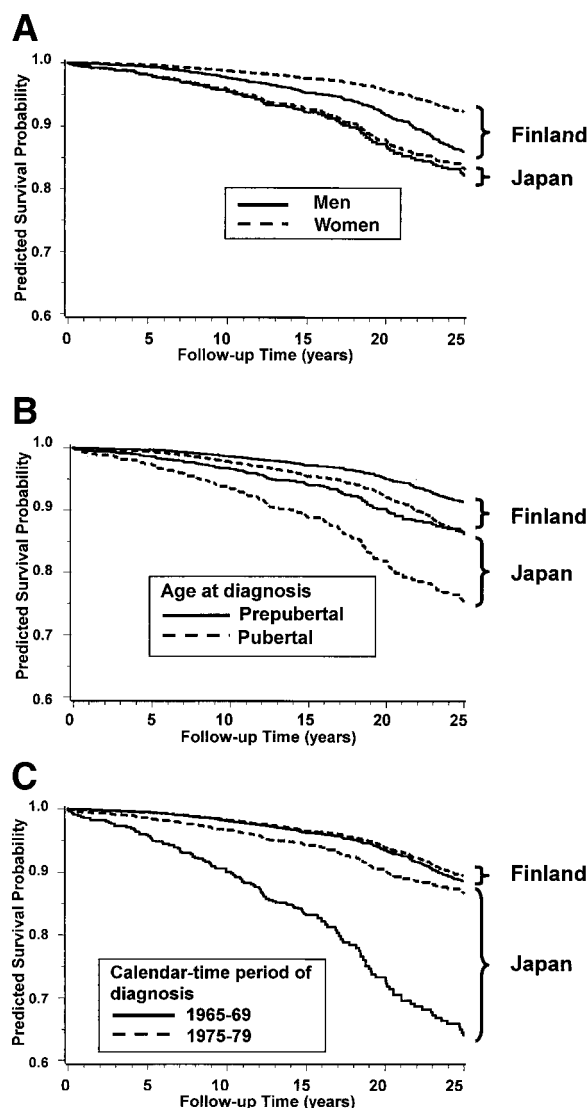 A
Predicted Survival Probability
1.0
0.9
0.8
0.7
0.6
Men
Women
Finland
Japan
0 5 10 15 20 25
Follow-up Time (years)
B
Predicted Survival Probability
1.0
0.9
0.8
0.7
0.6
Age at diagnosis
Prepubertal
Pubertal
Finland
Japan
0 5 10 15 20 25
Follow-up Time (years)
C
Predicted Survival Probability
1.0
0.9
0.8
0.7
0.6
Calendar-time period of
diagnosis
1965-69
1975-79
Finland
Japan
0 5 10 15 20 25
Follow-up Time (years)